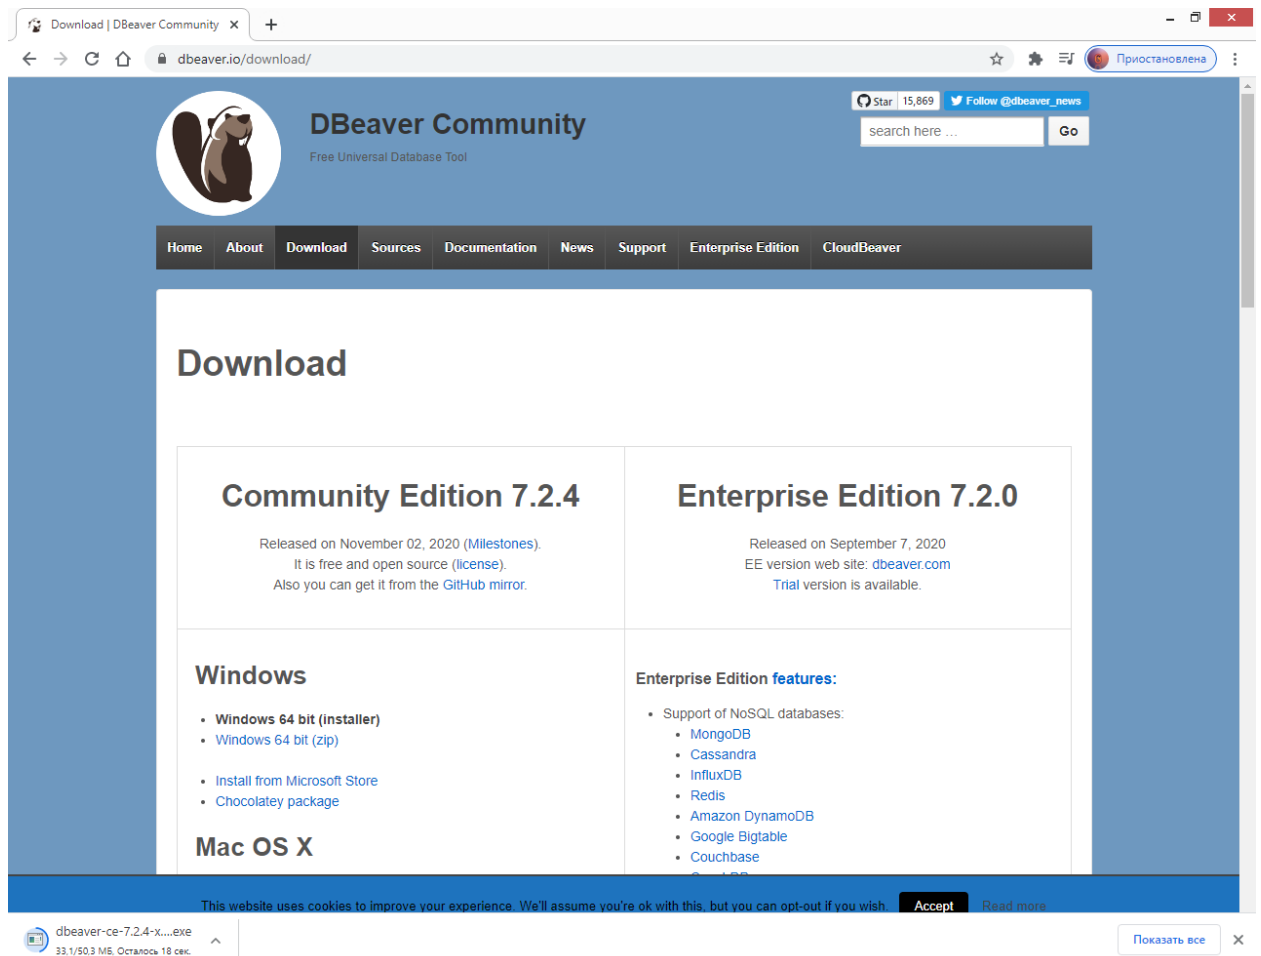 Download | DBeaver Community
dbeaver.io/download/
Приостановлена
DBeaver Community
Free Universal Database Tool
Star 15,869 Follow @dbeaver_news
search here ... Go
Home About Download Sources Documentation News Support Enterprise Edition CloudBeaver
Download
Community Edition 7.2.4
Released on November 02, 2020 (Milestones).
It is free and open source (license).
Also you can get it from the GitHub mirror.
Enterprise Edition 7.2.0
Released on September 7, 2020
EE version web site: dbeaver.com
Trial version is available.
Windows
Windows 64 bit (installer)
Windows 64 bit (zip)
Install from Microsoft Store
Chocolatey package
Mac OS X
Enterprise Edition features:
Support of NoSQL databases:
MongoDB
Cassandra
InfluxDB
Redis
Amazon DynamoDB
Google Bigtable
Couchbase
This website uses cookies to improve your experience. We'll assume you're ok with this, but you can opt-out if you wish. Accept Read more
dbeaver-ce-7.2.4-x....exe
33,1/50,3 МБ, Осталось 18 сек.
Показать все